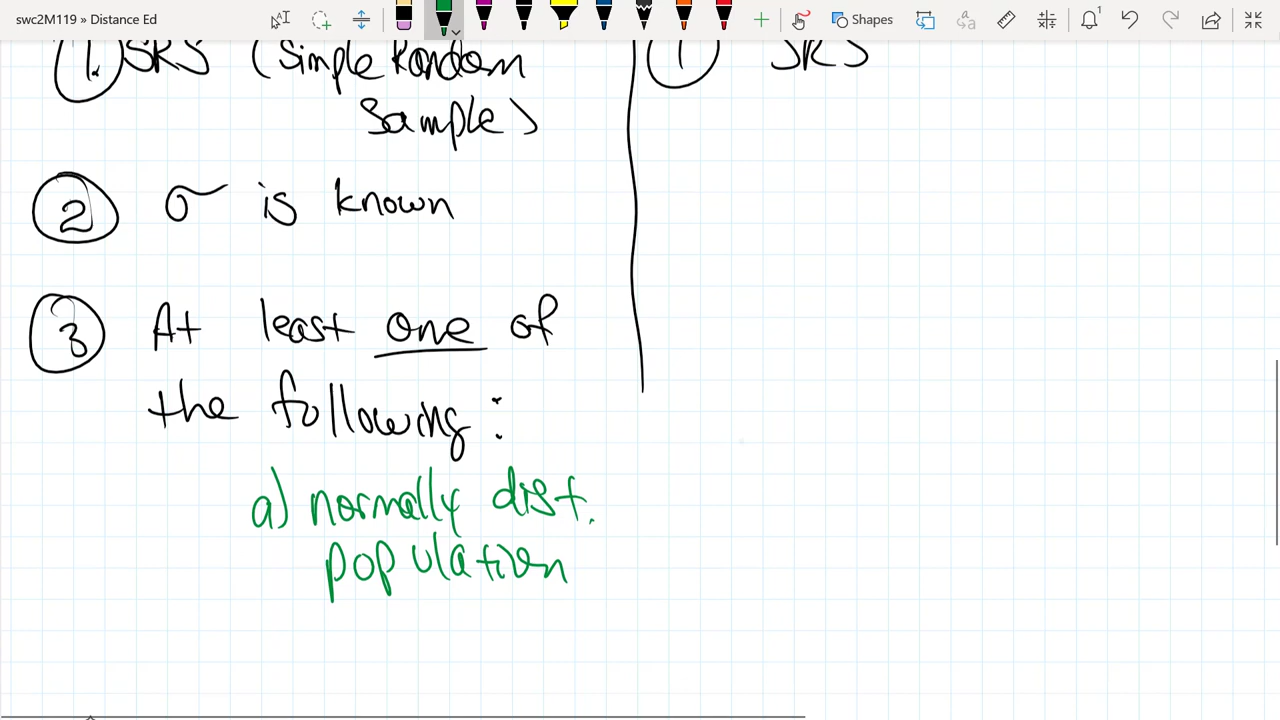 swc2M119 » Distance Ed
Shapes
1. SRS (Simple Random
Sample)
2 σ is known
3 At least one of
the following:
a) normally dist.
population
1 SRS